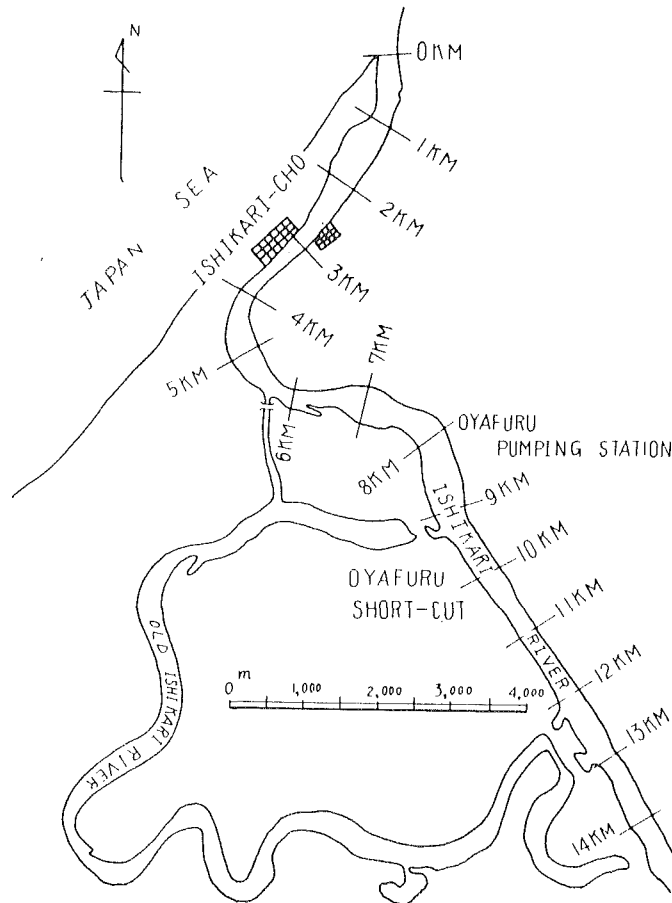 N
0KM
1KM
2KM
JAPAN SEA
ISHIKARI-CHO
3KM
4KM
5KM
7KM
6KM
OYAFURU
PUMPING STATION
8KM
9KM
ISHIKARI
RIVER
10KM
OYAFURU
SHORT-CUT
11KM
12KM
m
0 1,000 2,000 3,000 4,000
OLD ISHIKARI RIVER
13KM
14KM